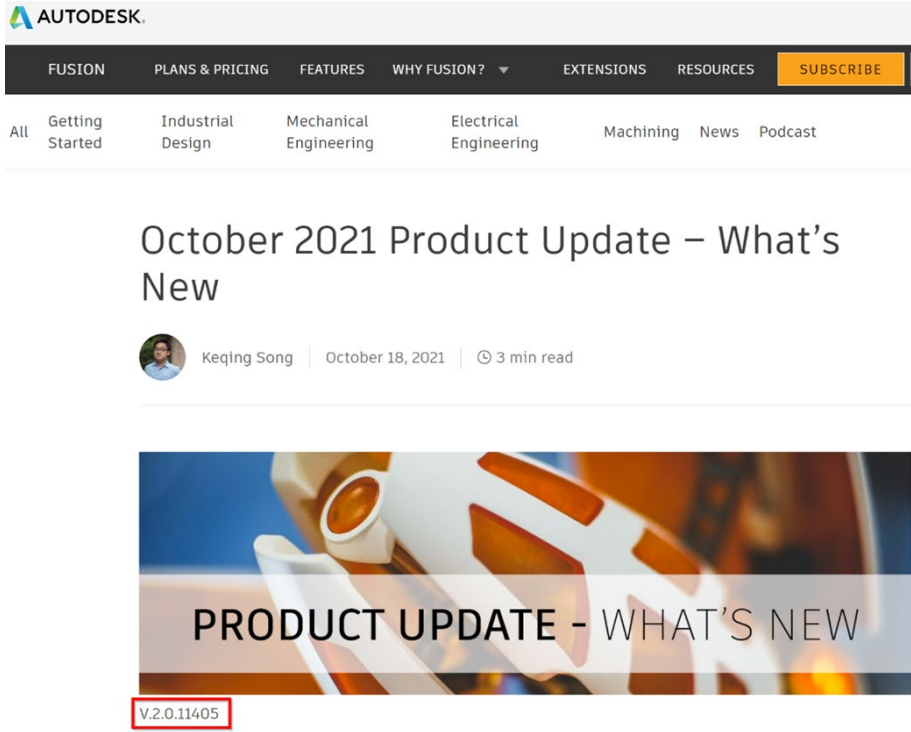 AUTODESK.
FUSION PLANS & PRICING FEATURES WHY FUSION? EXTENSIONS RESOURCES SUBSCRIBE
All Getting Started Industrial Design Mechanical Engineering Electrical Engineering Machining News Podcast
October 2021 Product Update – What's
New
Keqing Song October 18, 2021 3 min read
PRODUCT UPDATE - WHAT'S NEW
V.2.0.11405